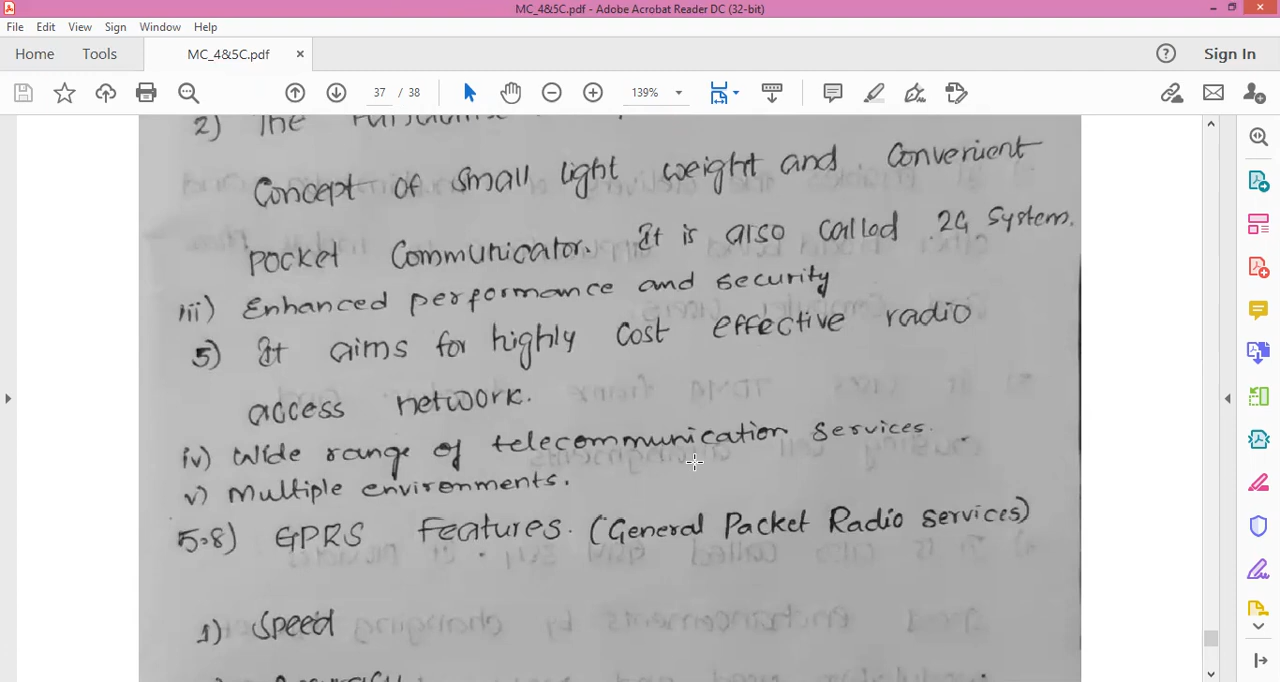 MC_4&5C.pdf - Adobe Acrobat Reader DC (32-bit)
File Edit View Sign Window Help
Home Tools MC_4&5C.pdf × Sign In
37 / 38 139%
2) The
Concept of small light weight and convenient
pocket communicator. It is also called 2G system.
iii) Enhanced performance and security
5) It aims for highly cost effective radio
access network.
iv) Wide range of telecommunication services.
v) Multiple environments.
5.8) GPRS Features. (General Packet Radio services)
1) Speed